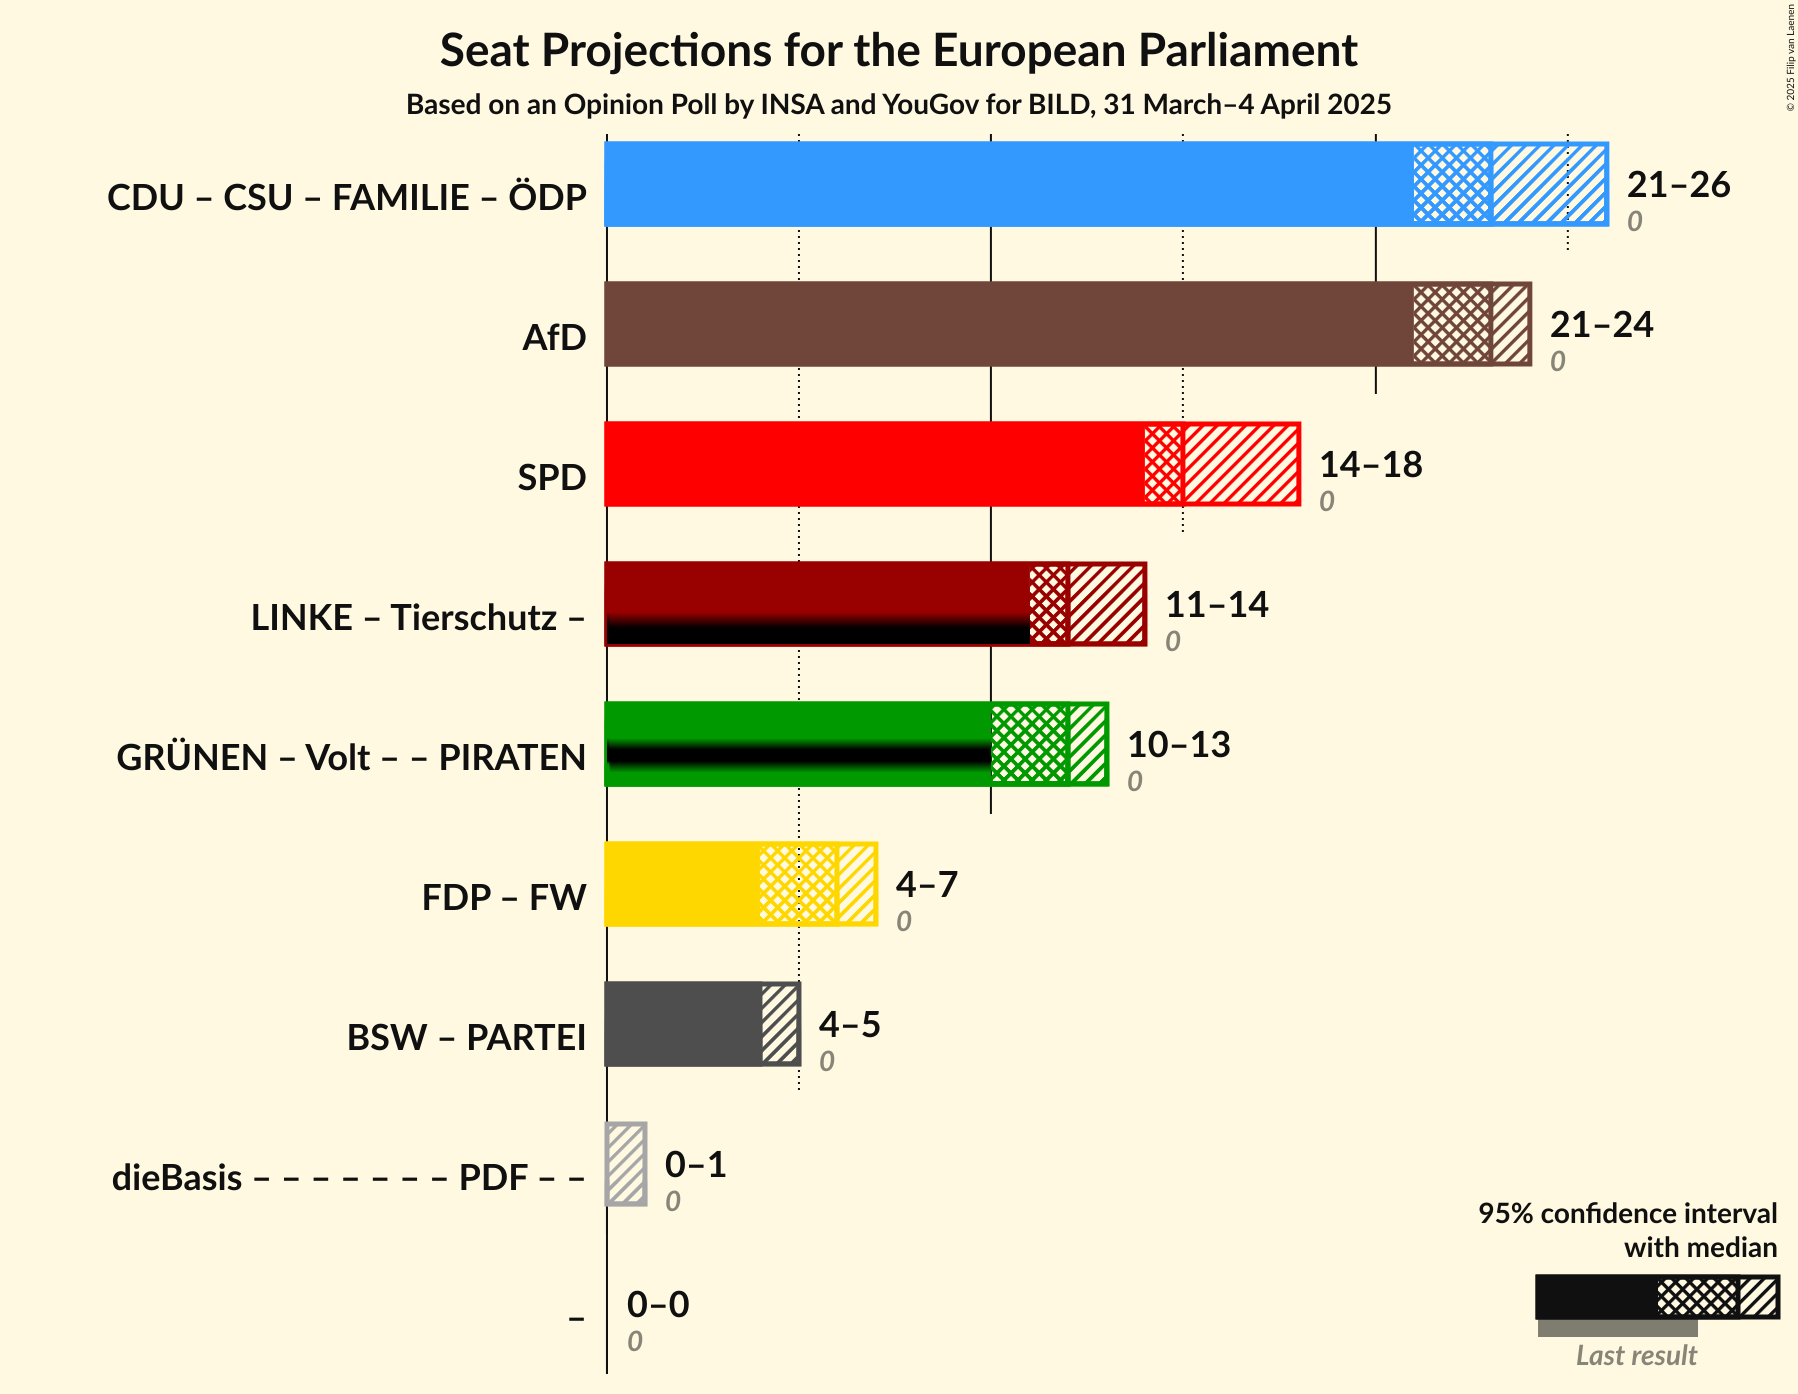 Seat Projections for the European Parliament
Based on an Opinion Poll by INSA and YouGov for BILD, 31 March–4 April 2025
© 2025 Filip van Laenen
CDU – CSU – FAMILIE – ÖDP
21–26
0
AfD
21–24
0
SPD
14–18
0
LINKE – Tierschutz –
11–14
0
GRÜNEN – Volt – – PIRATEN
10–13
0
FDP – FW
4–7
0
BSW – PARTEI
4–5
0
dieBasis – – – – – – – PDF – –
0–1
0
–
0–0
0
95% confidence interval
with median
Last result